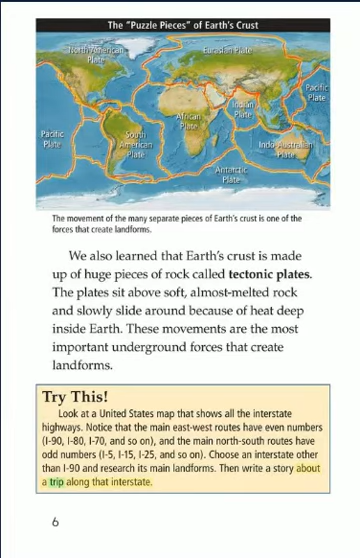 The "Puzzle Pieces" of Earth's Crust
North American
Plate
Eurasian Plate
Pacific
Plate
African
Plate
Indian
Plate
Pacific
Plate
South
American
Plate
Indo-Australian
Plate
Antarctic
Plate
The movement of the many separate pieces of Earth's crust is one of the
forces that create landforms.
We also learned that Earth's crust is made
up of huge pieces of rock called tectonic plates.
The plates sit above soft, almost-melted rock
and slowly slide around because of heat deep
inside Earth. These movements are the most
important underground forces that create
landforms.
Try This!
Look at a United States map that shows all the interstate
highways. Notice that the main east-west routes have even numbers
(I-90, I-80, I-70, and so on), and the main north-south routes have
odd numbers (I-5, I-15, I-25, and so on). Choose an interstate other
than I-90 and research its main landforms. Then write a story about
a trip along that interstate.
6